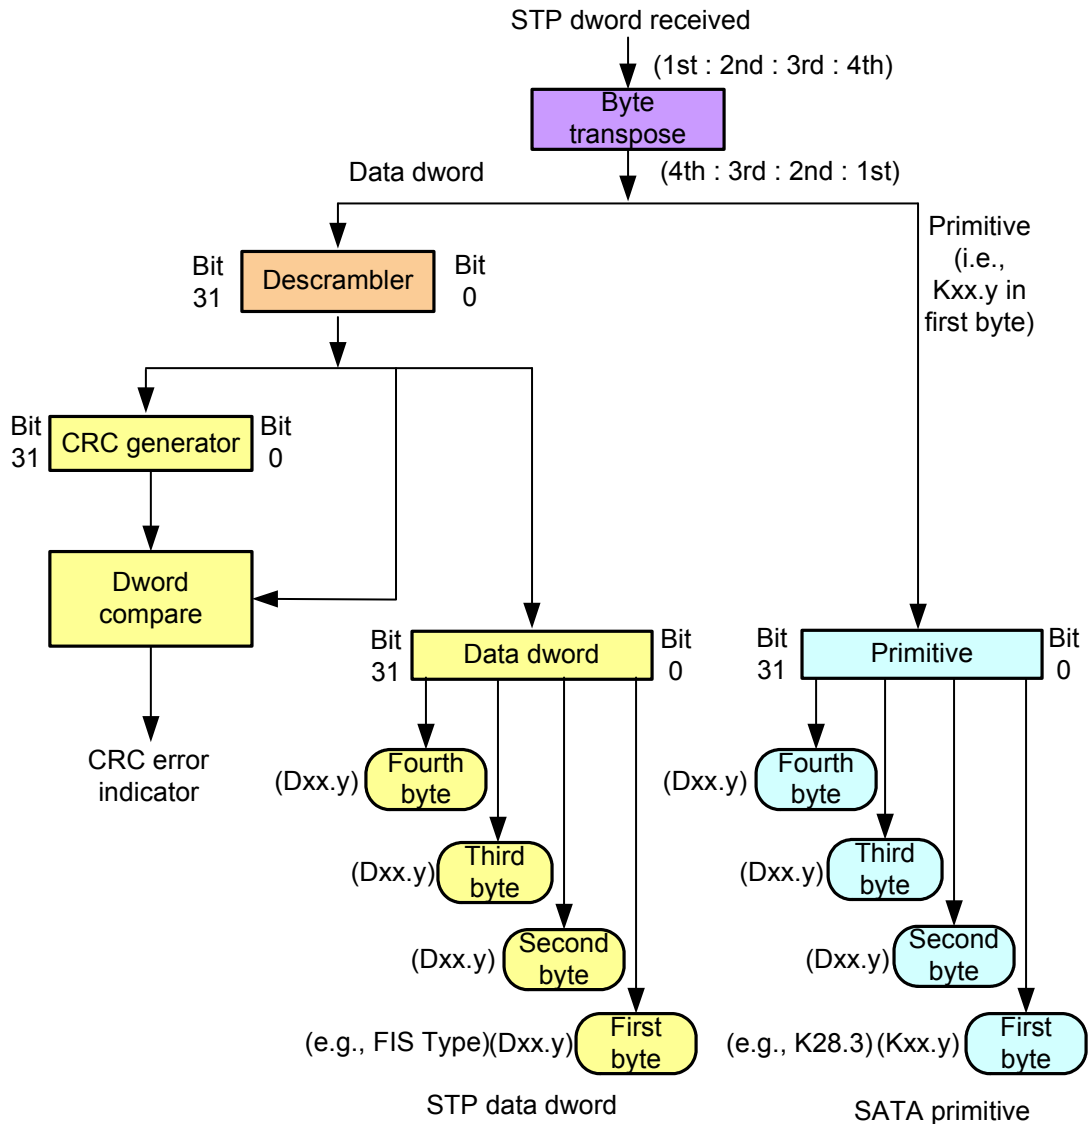 STP dword received
(1st : 2nd : 3rd : 4th)
Byte
transpose
(4th : 3rd : 2nd : 1st)
Data dword
Primitive
(i.e.,
Kxx.y in
first byte)
Bit
31
Descrambler
Bit
0
Bit
31
CRC generator
Bit
0
Dword
compare
CRC error
indicator
Bit
31
Data dword
Bit
0
Bit
31
Primitive
Bit
0
(Dxx.y)
Fourth
byte
(Dxx.y)
Fourth
byte
(Dxx.y)
Third
byte
(Dxx.y)
Third
byte
(Dxx.y)
Second
byte
(Dxx.y)
Second
byte
(e.g., FIS Type)(Dxx.y)
First
byte
(e.g., K28.3)(Kxx.y)
First
byte
STP data dword
SATA primitive